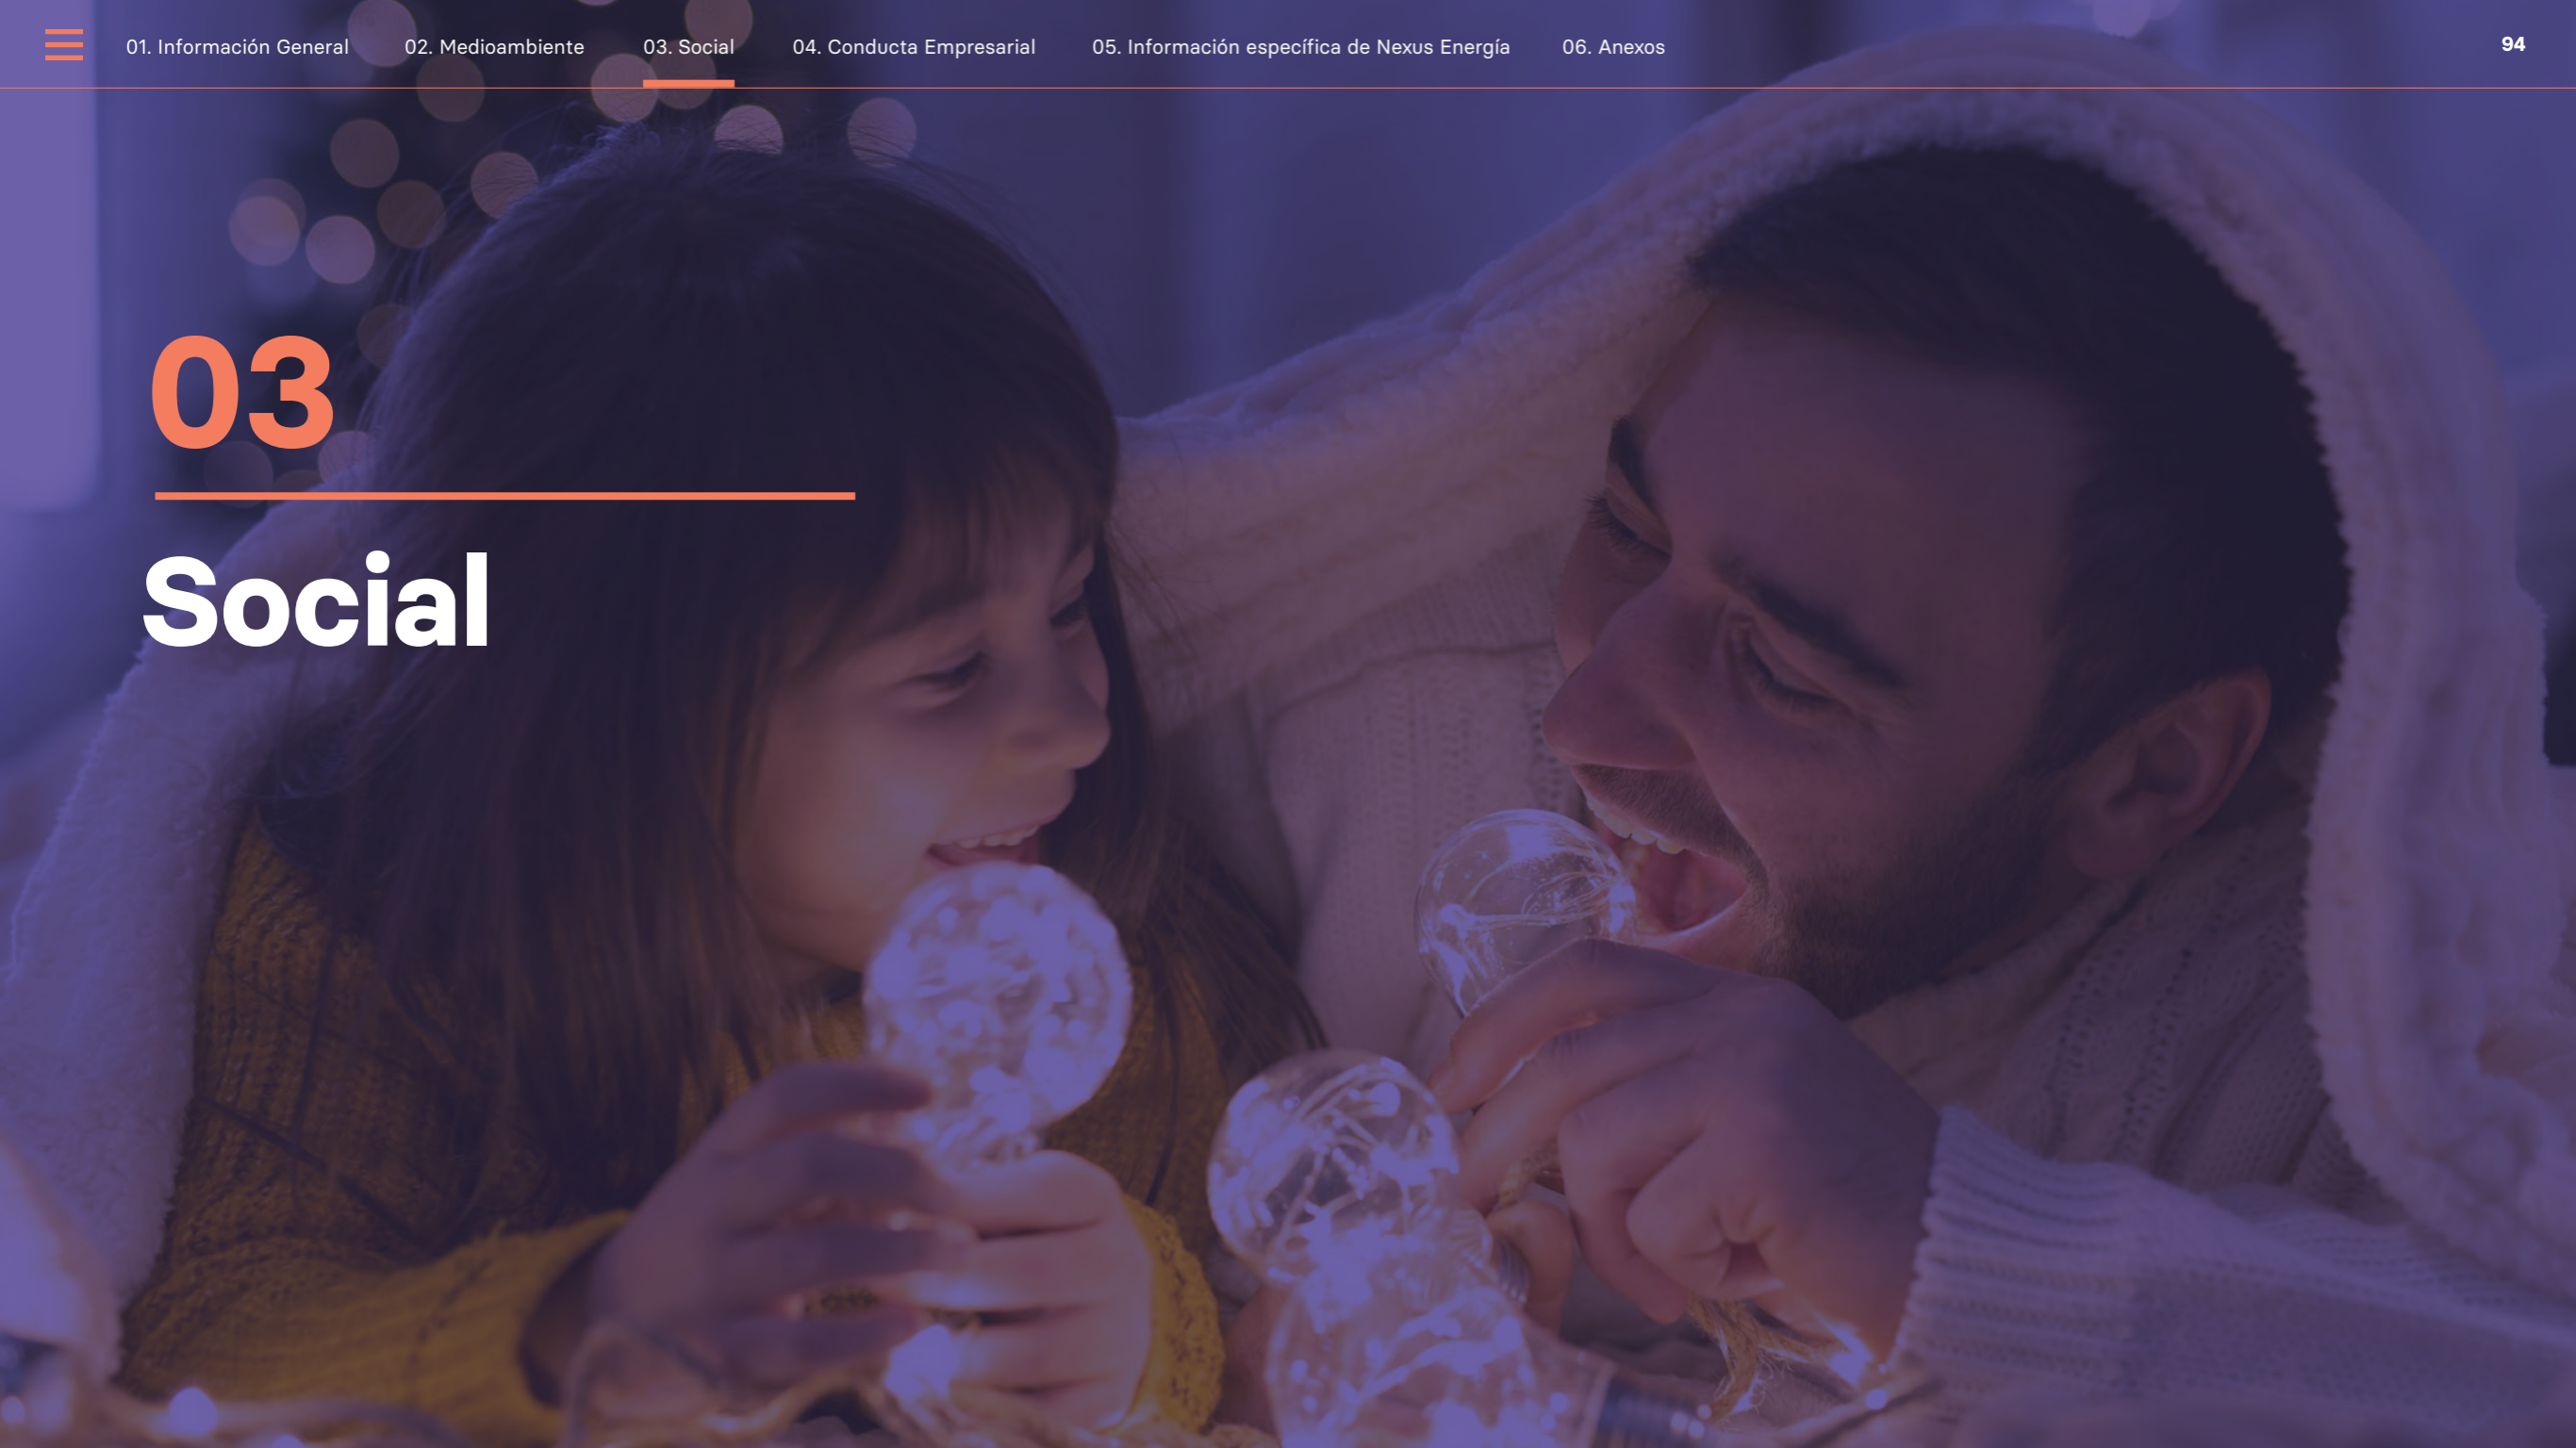 01. Información General
02. Medioambiente
03. Social
04. Conducta Empresarial
05. Información específica de Nexus Energía
06. Anexos
94
03
Social